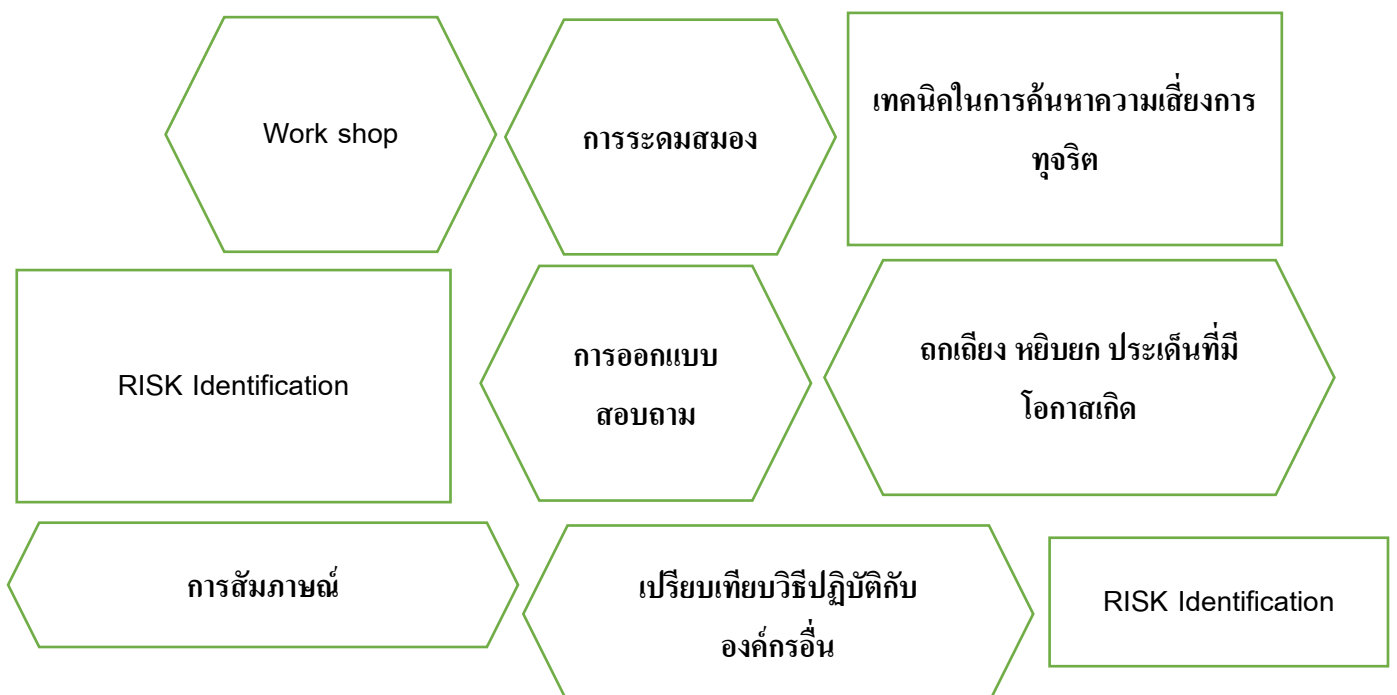 Work shop
การระดมสมอง
เทคนิคในการค้นหาความเสี่ยงการ
ทุจริต
RISK Identification
การออกแบบ
สอบถาม
ถกเถียง หยิบยก ประเด็นที่มี
โอกาสเกิด
การสัมภาษณ์
เปรียบเทียบวิธีปฏิบัติกับ
องค์กรอื่น
RISK Identification